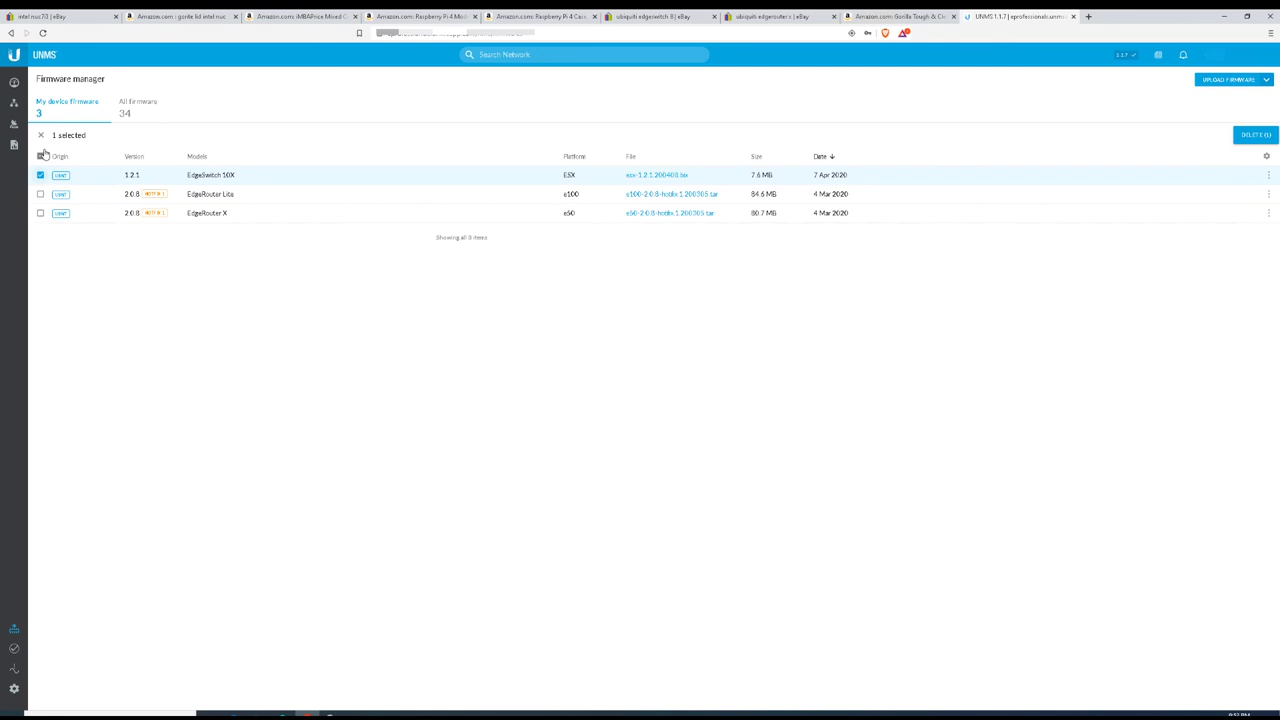 intel nuc7i3 | eBay
Amazon.com : gorite lid intel nuc
Amazon.com: iMBAPrice Mixed C
Amazon.com: Raspberry Pi 4 Mod
Amazon.com: Raspberry Pi 4 Cas
ubiquiti edgeswitch 8 | eBay
ubiquiti edgerouter x | eBay
Amazon.com: Gorilla Tough & Cle
UNMS 1.1.7 | eprofessionals.unms
UNMS
Search Network
1.1.7
Firmware manager
UPLOAD FIRMWARE
My device firmware
3
All firmware
34
1 selected
DELETE (1)
Origin Version Models Platform File Size Date
UBNT 1.2.1 EdgeSwitch 10X ESX esx-1.2.1.200408.bix 7.6 MB 7 Apr 2020
UBNT 2.0.8 HOTFIX 1 EdgeRouter Lite e100 e100-2-0-8-hotfix.1.200305.tar 84.6 MB 4 Mar 2020
UBNT 2.0.8 HOTFIX 1 EdgeRouter X e50 e50-2-0-8-hotfix.1.200305.tar 80.7 MB 4 Mar 2020
Showing all 3 items